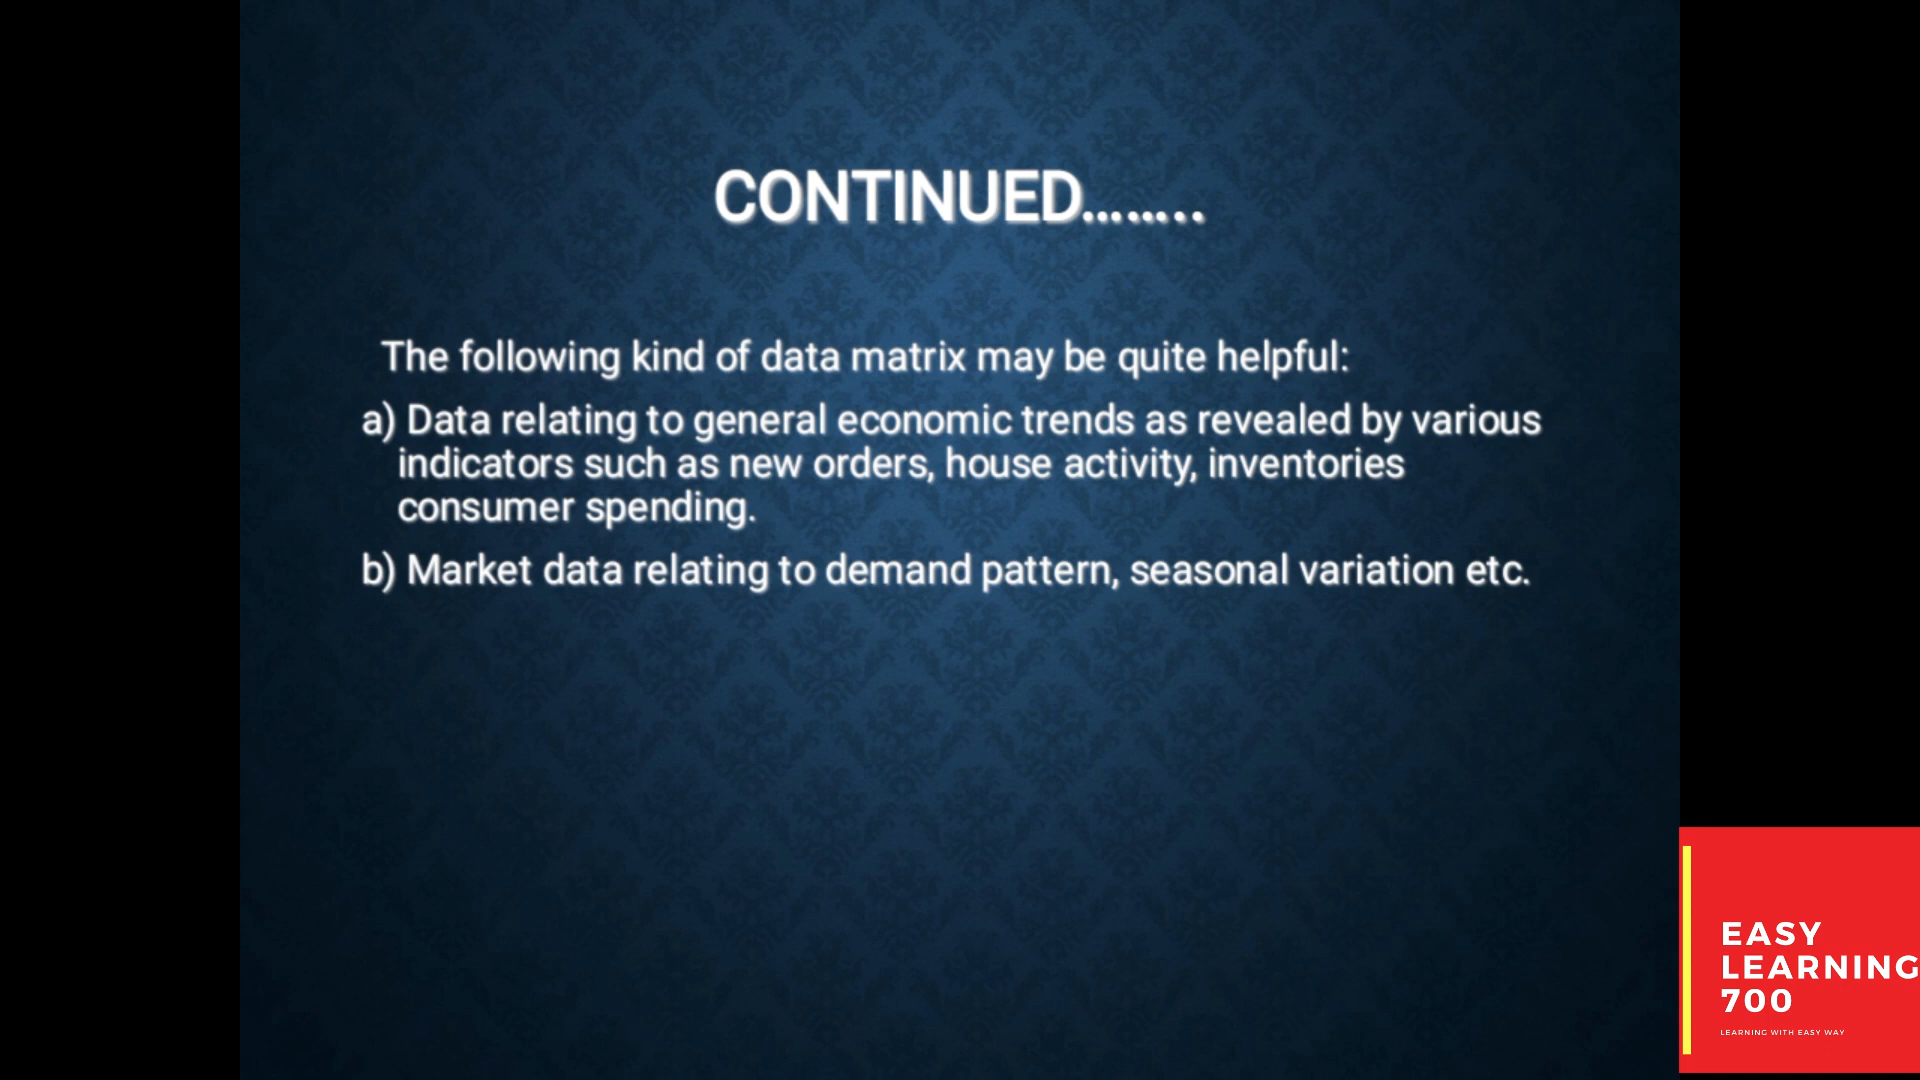 CONTINUED........
The following kind of data matrix may be quite helpful:
a) Data relating to general economic trends as revealed by various
indicators such as new orders, house activity, inventories
consumer spending.
b) Market data relating to demand pattern, seasonal variation etc.
EASY
LEARNING
700
LEARNING WITH EASY WAY